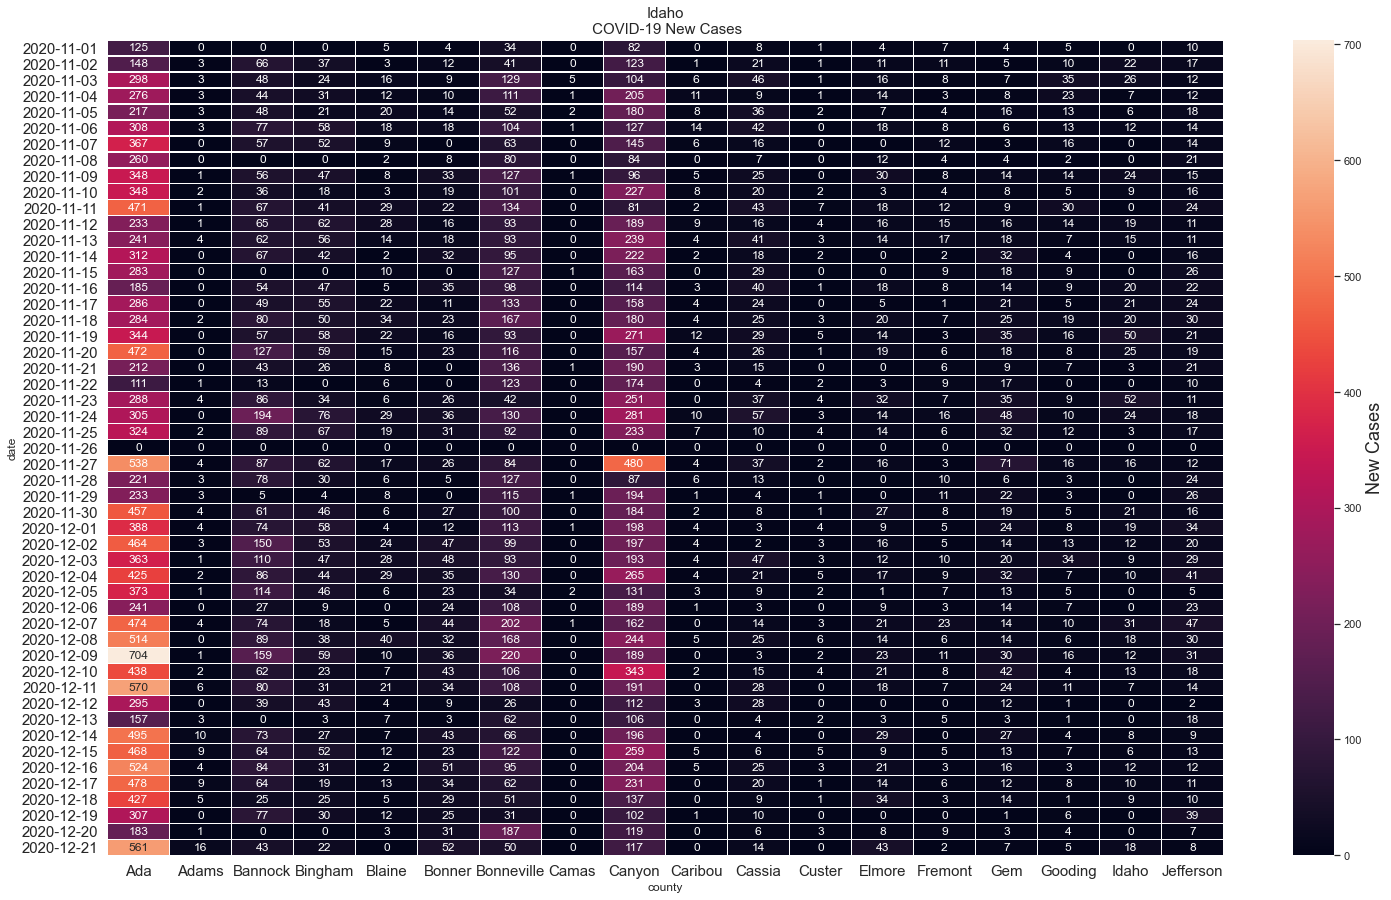 Idaho
COVID-19 New Cases
2020-11-01 125 0 0 0 5 4 34 0 82 0 8 1 4 7 4 5 0 10
2020-11-02 148 3 66 37 3 12 41 0 123 1 21 1 11 11 5 10 22 17
2020-11-03 298 3 48 24 16 9 129 5 104 6 46 1 16 8 7 35 26 12
2020-11-04 276 3 44 31 12 10 111 1 205 11 9 1 14 3 8 23 7 12
2020-11-05 217 3 48 21 20 14 52 2 180 8 36 2 7 4 16 13 6 18
2020-11-06 308 3 77 58 18 18 104 1 127 14 42 0 18 8 6 13 12 14
2020-11-07 367 0 57 52 9 0 63 0 145 6 16 0 0 12 3 16 0 14
2020-11-08 260 0 0 0 2 8 80 0 84 0 7 0 12 4 4 2 0 21
2020-11-09 348 1 56 47 8 33 127 1 96 5 25 0 30 8 14 14 24 15
2020-11-10 348 2 36 18 3 19 101 0 227 8 20 2 3 4 8 5 9 16
2020-11-11 471 1 67 41 29 22 134 0 81 2 43 7 18 12 9 30 0 24
2020-11-12 233 1 65 62 28 16 93 0 189 9 16 4 16 15 16 14 19 11
2020-11-13 241 4 62 56 14 18 93 0 239 4 41 3 14 17 18 7 15 11
2020-11-14 312 0 67 42 2 32 95 0 222 2 18 2 0 2 32 4 0 16
2020-11-15 283 0 0 0 10 0 127 1 163 0 29 0 0 9 18 9 0 26
2020-11-16 185 0 54 47 5 35 98 0 114 3 40 1 18 8 14 9 20 22
2020-11-17 286 0 49 55 22 11 133 0 158 4 24 0 5 1 21 5 21 24
2020-11-18 284 2 80 50 34 23 167 0 180 4 25 3 20 7 25 19 20 30
2020-11-19 344 0 57 58 22 16 93 0 271 12 29 5 14 3 35 16 50 21
2020-11-20 472 0 127 59 15 23 116 0 157 4 26 1 19 6 18 8 25 19
2020-11-21 212 0 43 26 8 0 136 1 190 3 15 0 0 6 9 7 3 21
2020-11-22 111 1 13 0 6 0 123 0 174 0 4 2 3 9 17 0 0 10
2020-11-23 288 4 86 34 6 26 42 0 251 0 37 4 32 7 35 9 52 11
2020-11-24 305 0 194 76 29 36 130 0 281 10 57 3 14 16 48 10 24 18
2020-11-25 324 2 89 67 19 31 92 0 233 7 10 4 14 6 32 12 3 17
2020-11-26 0 0 0 0 0 0 0 0 0 0 0 0 0 0 0 0 0 0
2020-11-27 538 4 87 62 17 26 84 0 480 4 37 2 16 3 71 16 16 12
2020-11-28 221 3 78 30 6 5 127 0 87 6 13 0 0 10 6 3 0 24
2020-11-29 233 3 5 4 8 0 115 1 194 1 4 1 0 11 22 3 0 26
2020-11-30 457 4 61 46 6 27 100 0 184 2 8 1 27 8 19 5 21 16
2020-12-01 388 4 74 58 4 12 113 1 198 4 3 4 9 5 24 8 19 34
2020-12-02 464 3 150 53 24 47 99 0 197 4 2 3 16 5 14 13 12 20
2020-12-03 363 1 110 47 28 48 93 0 193 4 47 3 12 10 20 34 9 29
2020-12-04 425 2 86 44 29 35 130 0 265 4 21 5 17 9 32 7 10 41
2020-12-05 373 1 114 46 6 23 34 2 131 3 9 2 1 7 13 5 0 5
2020-12-06 241 0 27 9 0 24 108 0 189 1 3 0 9 3 14 7 0 23
2020-12-07 474 4 74 18 5 44 202 1 162 0 14 3 21 23 14 10 31 47
2020-12-08 514 0 89 38 40 32 168 0 244 5 25 6 14 6 14 6 18 30
2020-12-09 704 1 159 59 10 36 220 0 189 0 3 2 23 11 30 16 12 31
2020-12-10 438 2 62 23 7 43 106 0 343 2 15 4 21 8 42 4 13 18
2020-12-11 570 6 80 31 21 34 108 0 191 0 28 0 18 7 24 11 7 14
2020-12-12 295 0 39 43 4 9 26 0 112 3 28 0 0 0 12 1 0 2
2020-12-13 157 3 0 3 7 3 62 0 106 0 4 2 3 5 3 1 0 18
2020-12-14 495 10 73 27 7 43 66 0 196 0 4 0 29 0 27 4 8 9
2020-12-15 468 9 64 52 12 23 122 0 259 5 6 5 9 5 13 7 6 13
2020-12-16 524 4 84 31 2 51 95 0 204 5 25 3 21 3 16 3 12 12
2020-12-17 478 9 64 19 13 34 62 0 231 0 20 1 14 6 12 8 10 11
2020-12-18 427 5 25 25 5 29 51 0 137 0 9 1 34 3 14 1 9 10
2020-12-19 307 0 77 30 12 25 31 0 102 1 10 0 0 0 1 6 0 39
2020-12-20 183 1 0 0 3 31 187 0 119 0 6 3 8 9 3 4 0 7
2020-12-21 561 16 43 22 0 52 50 0 117 0 14 0 43 2 7 5 18 8
Ada Adams Bannock Bingham Blaine Bonner Bonneville Camas Canyon Caribou Cassia Custer Elmore Fremont Gem Gooding Idaho Jefferson
county
date
700
600
500
400
300
200
100
0
New Cases